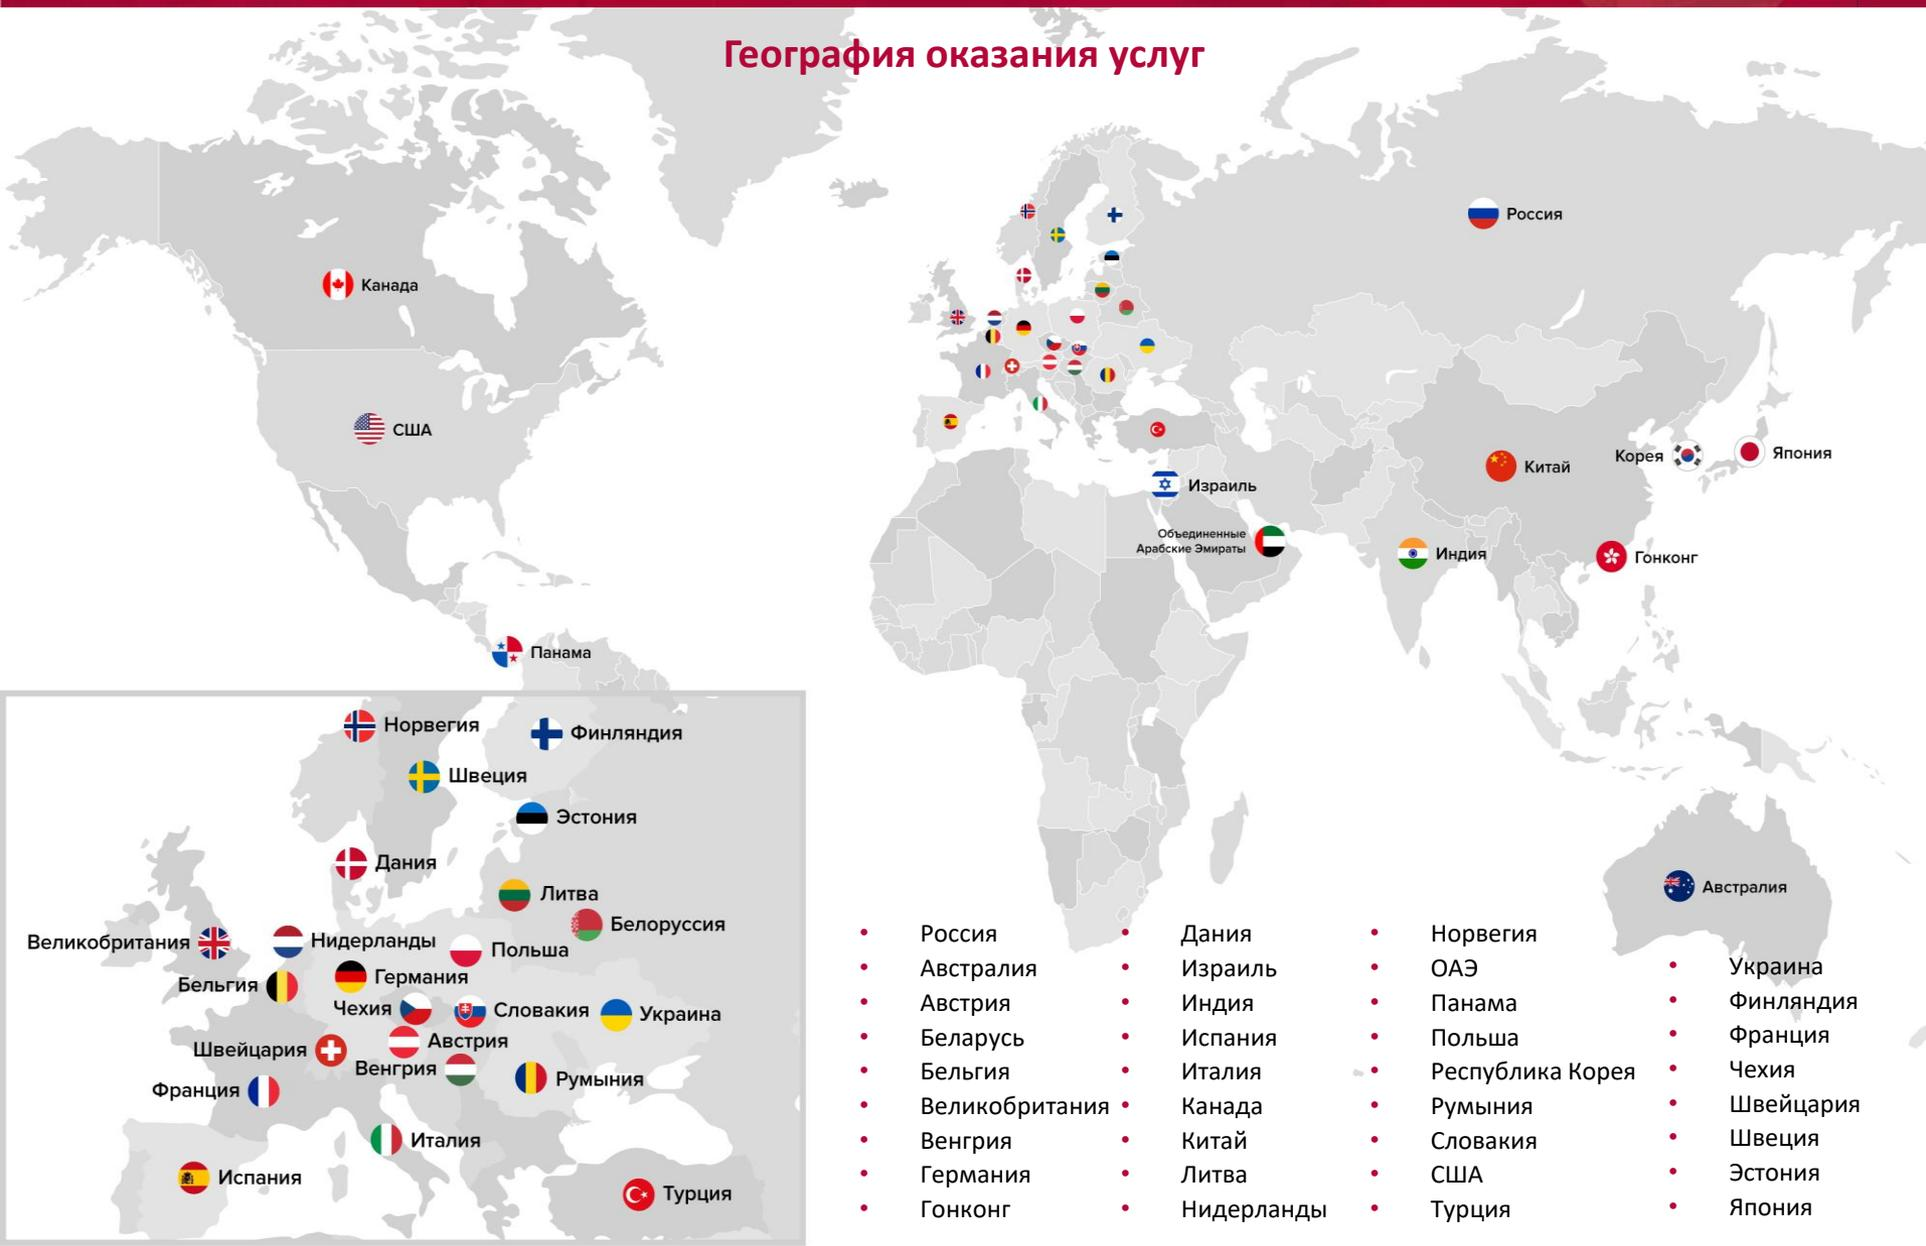 География оказания услуг
Россия
Канада
США
Корея
Япония
Китай
Израиль
Объединенные
Арабские Эмираты
Индия
Гонконг
Панама
Австралия
Норвегия
Финляндия
Швеция
Эстония
Дания
Литва
Белоруссия
Великобритания
Нидерланды
Польша
Бельгия
Германия
Чехия
Словакия
Украина
Швейцария
Австрия
Венгрия
Румыния
Франция
Италия
Испания
Турция
• Россия
• Австралия
• Австрия
• Беларусь
• Бельгия
• Великобритания
• Венгрия
• Германия
• Гонконг
• Дания
• Израиль
• Индия
• Испания
• Италия
• Канада
• Китай
• Литва
• Нидерланды
• Норвегия
• ОАЭ
• Панама
• Польша
• Республика Корея
• Румыния
• Словакия
• США
• Турция
• Украина
• Финляндия
• Франция
• Чехия
• Швейцария
• Швеция
• Эстония
• Япония